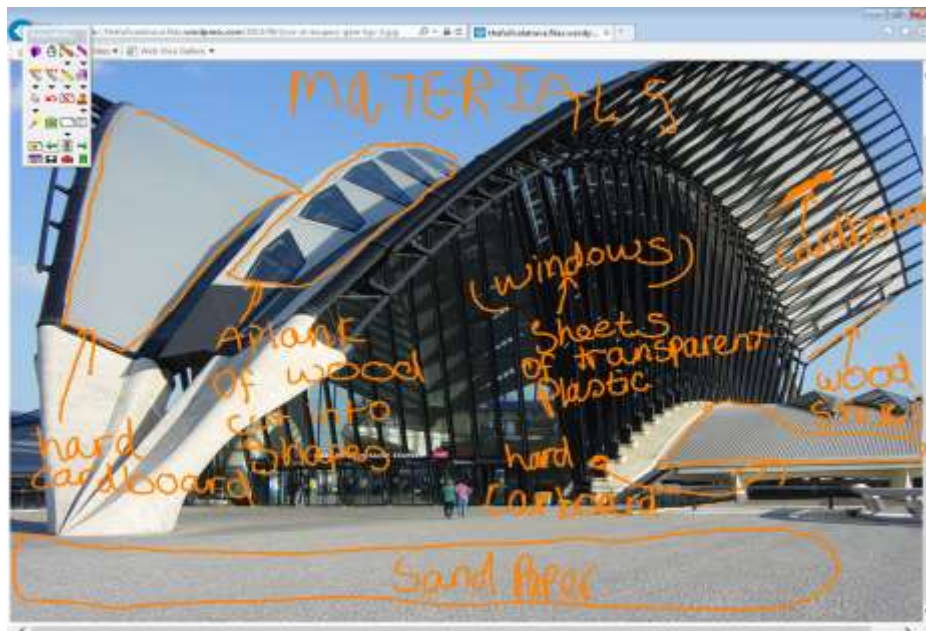 MaTERIALS
(windows)
cardboard
A Plank
of wood
cut into
Shapes
Sheets
of transparent
Plastic
wood
hard
cardboard
hard
Sand PaPer